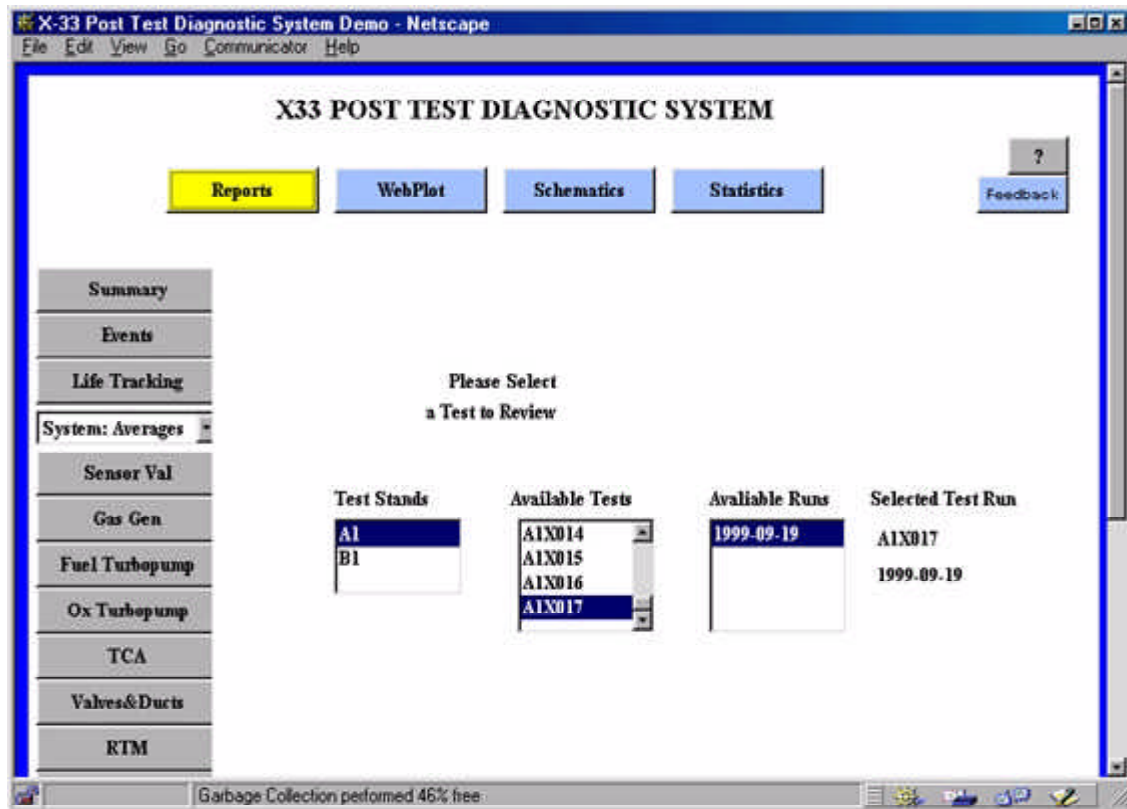 X-33 Post Test Diagnostic System Demo - Netscape
File Edit View Go Communicator Help
X33 POST TEST DIAGNOSTIC SYSTEM
?
Reports WebPlot Schematics Statistics Feedback
Summary
Events
Life Tracking
Please Select
a Test to Review
System: Averages
Sensor Val
Gas Gen
Fuel Turbopump
Ox Turbopump
TCA
Valves&Ducts
RTM
Test Stands
A1
B1
Available Tests
A1X014
A1X015
A1X016
A1X017
Avaliable Runs
1999-09-19
Selected Test Run
A1X017
1999-09-19
Garbage Collection performed 46% free